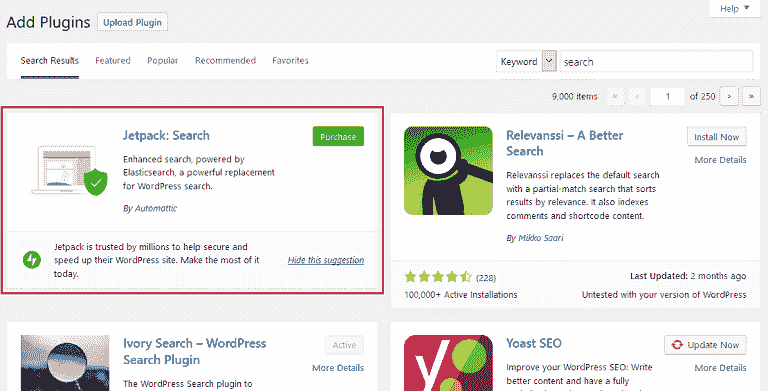 Help
Add Plugins Upload Plugin
Search Results Featured Popular Recommended Favorites Keyword search
9,000 items « ‹ 1 of 250 › »
Jetpack: Search Purchase
Enhanced search, powered by
Elasticsearch, a powerful replacement
for WordPress search.
By Automattic
Jetpack is trusted by millions to help secure and
speed up their WordPress site. Make the most of it
today.
Hide this suggestion
Relevanssi – A Better
Search
Install Now
More Details
Relevanssi replaces the default search
with a partial-match search that sorts
results by relevance. It also indexes
comments and shortcode content.
By Mikko Saari
(228)
100,000+ Active Installations
Last Updated: 2 months ago
Untested with your version of WordPress
Ivory Search – WordPress
Search Plugin
Active
More Details
The WordPress Search plugin to
Yoast SEO
Update Now
More Details
Improve your WordPress SEO: Write
better content and have a fully